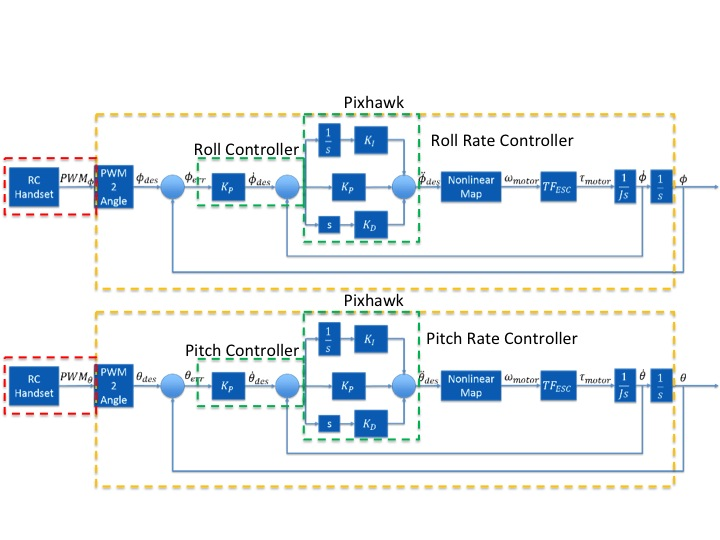 Pixhawk
Roll Controller
Roll Rate Controller
1/s
K_I
RC Handset
PWM_ϕ
PWM 2 Angle
ϕ_des
ϕ_err
K_P
ϕ̇_des
K_P
ϕ̈_des
Nonlinear Map
ω_motor
TF_ESC
τ_motor
1/Js
ϕ̇
1/s
ϕ
s
K_D
Pixhawk
Pitch Controller
Pitch Rate Controller
1/s
K_I
RC Handset
PWM_θ
PWM 2 Angle
θ_des
θ_err
K_P
θ̇_des
K_P
θ̈_des
Nonlinear Map
ω_motor
TF_ESC
τ_motor
1/Js
θ̇
1/s
θ
s
K_D